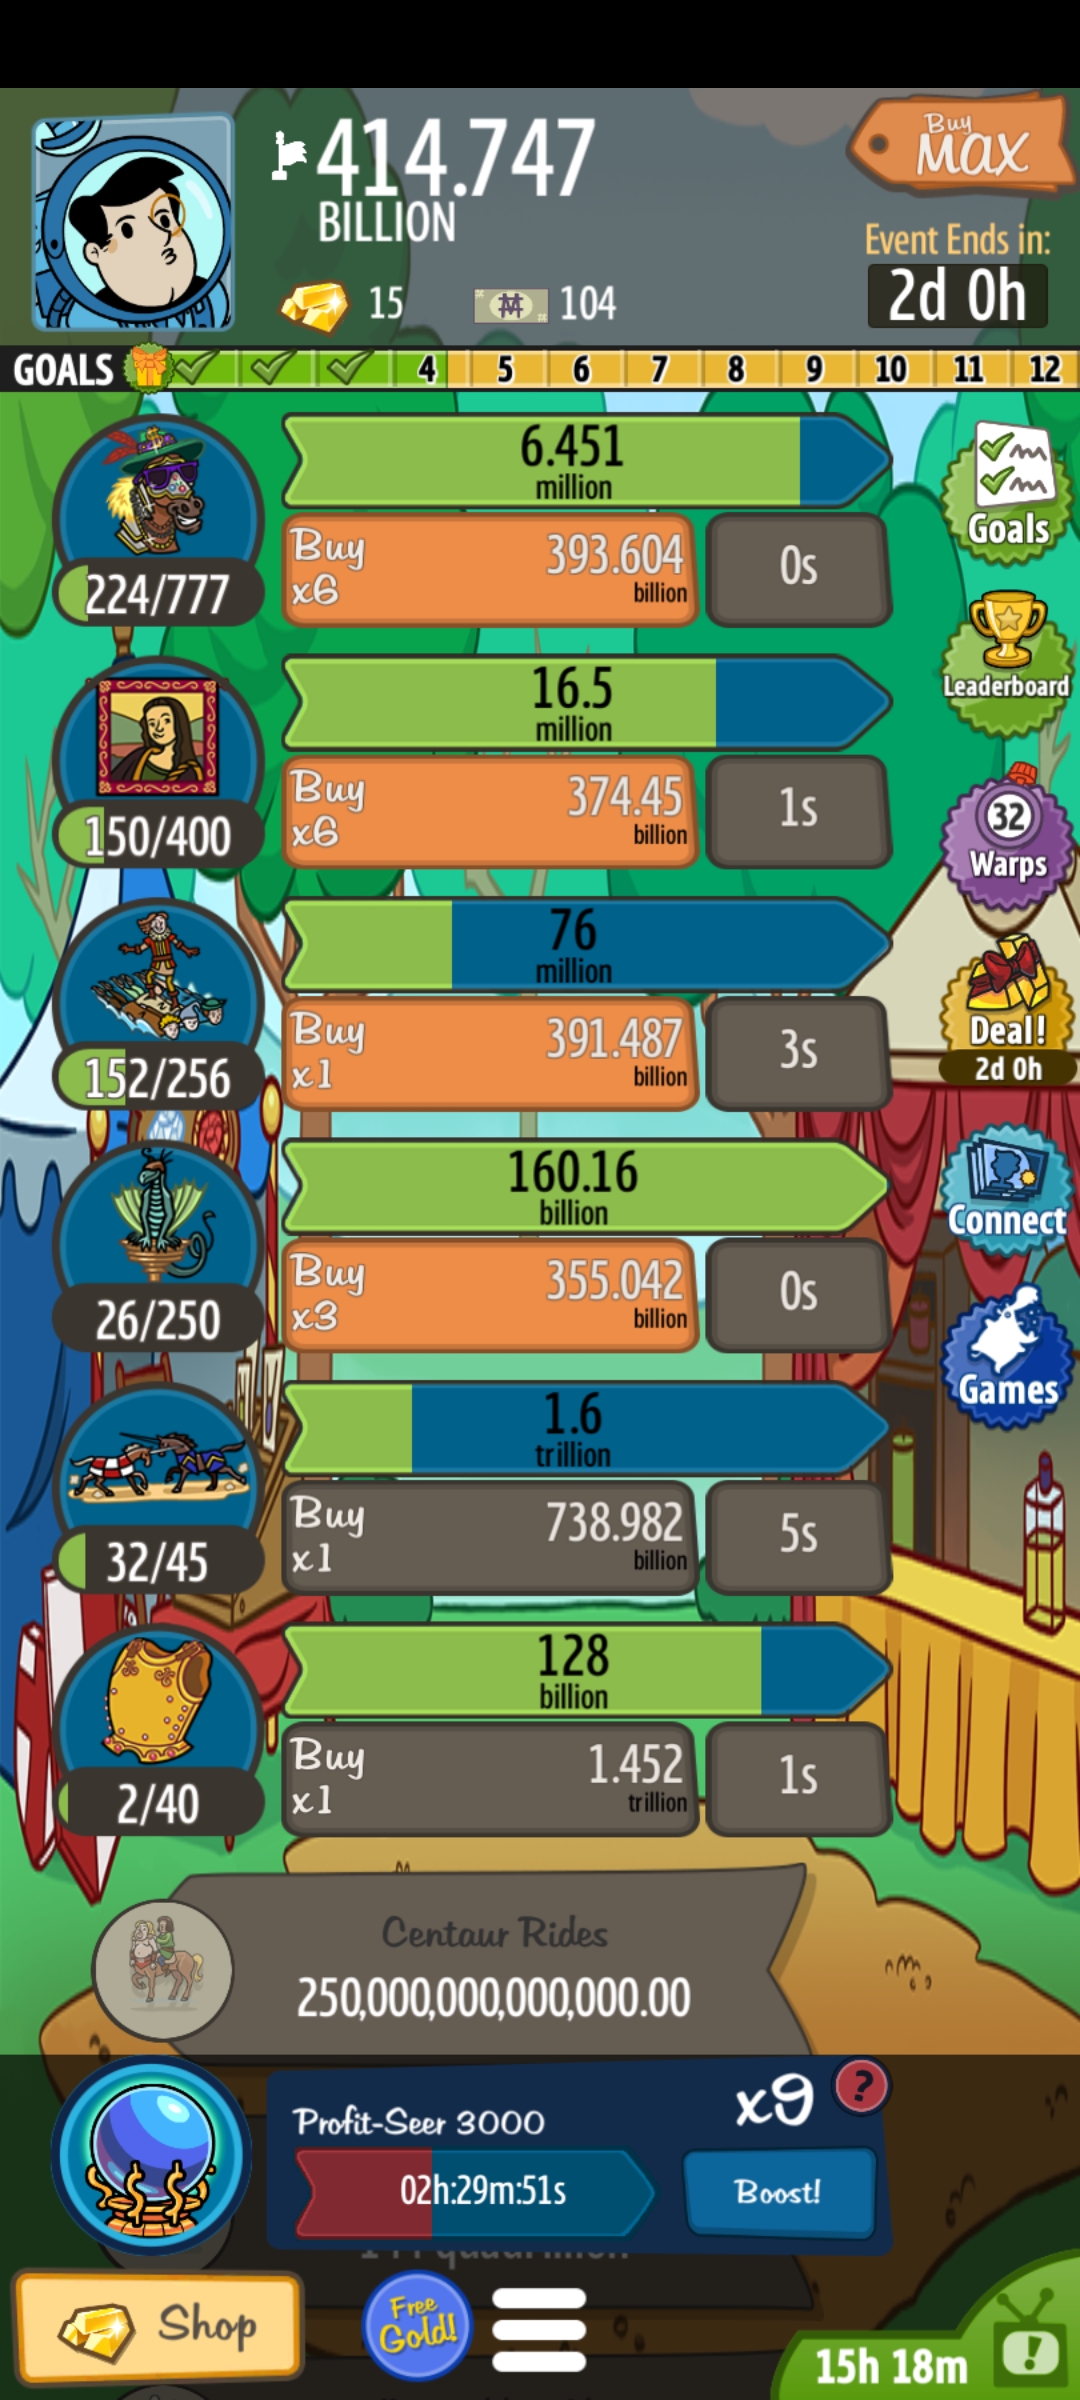 414.747
BILLION
Buy
MAX
Event Ends in:
2d 0h
15
104
GOALS
4
5
6
7
8
9
10
11
12
6.451
million
Buy
x6
393.604
billion
0s
224/777
Goals
16.5
million
Leaderboard
Buy
x6
374.45
billion
1s
150/400
32
Warps
76
million
Buy
x1
391.487
billion
3s
152/256
Deal!
2d 0h
160.16
billion
Buy
x3
355.042
billion
0s
26/250
Connect
1.6
trillion
Games
Buy
x1
738.982
billion
5s
32/45
128
billion
Buy
x1
1.452
trillion
1s
2/40
Centaur Rides
250,000,000,000,000.00
Profit-Seer 3000
x9
?
02h:29m:51s
Boost!
Shop
Free
Gold!
15h 18m
!